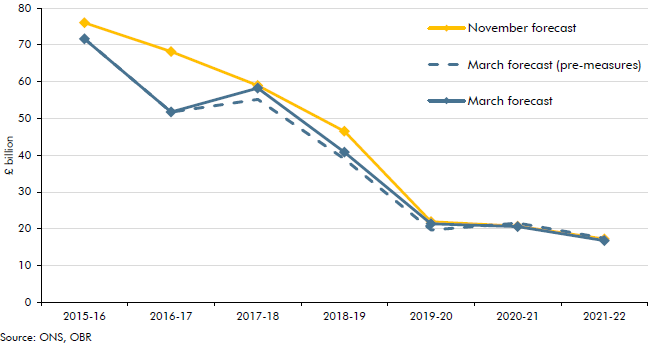 80
70
60
50
40
30
20
10
0
£ billion
November forecast
March forecast (pre-measures)
March forecast
2015-16 2016-17 2017-18 2018-19 2019-20 2020-21 2021-22
Source: ONS, OBR